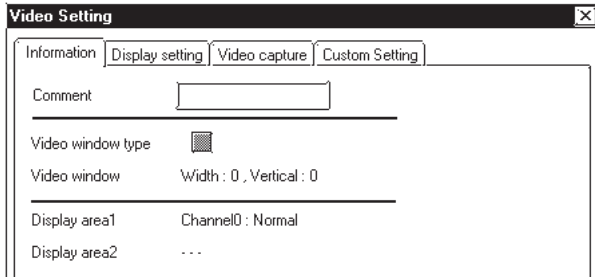 Video Setting
Information Display setting Video capture Custom Setting
Comment
Video window type
Video window Width : 0 , Vertical : 0
Display area1 Channel0 : Normal
Display area2 - - -